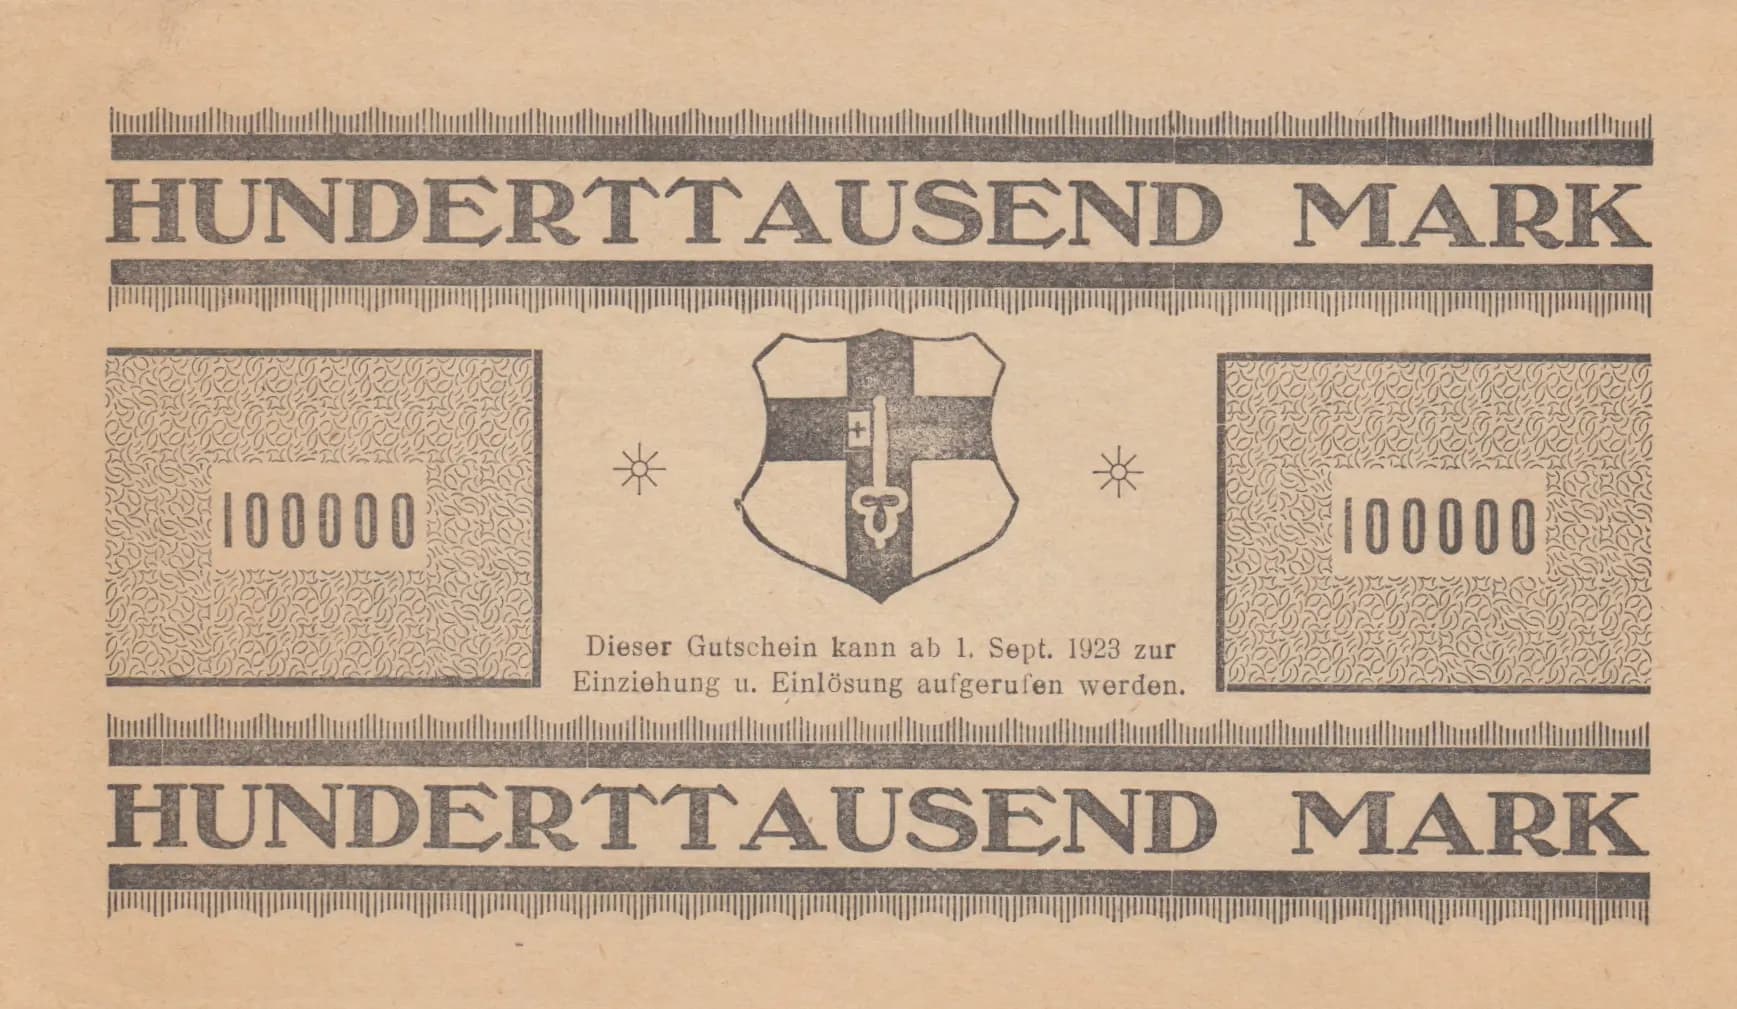 HUNDERTTAUSEND MARK
100000
100000
Dieser Gutschein kann ab 1. Sept. 1923 zur
Einziehung u. Einlösung aufgerufen werden.
HUNDERTTAUSEND MARK